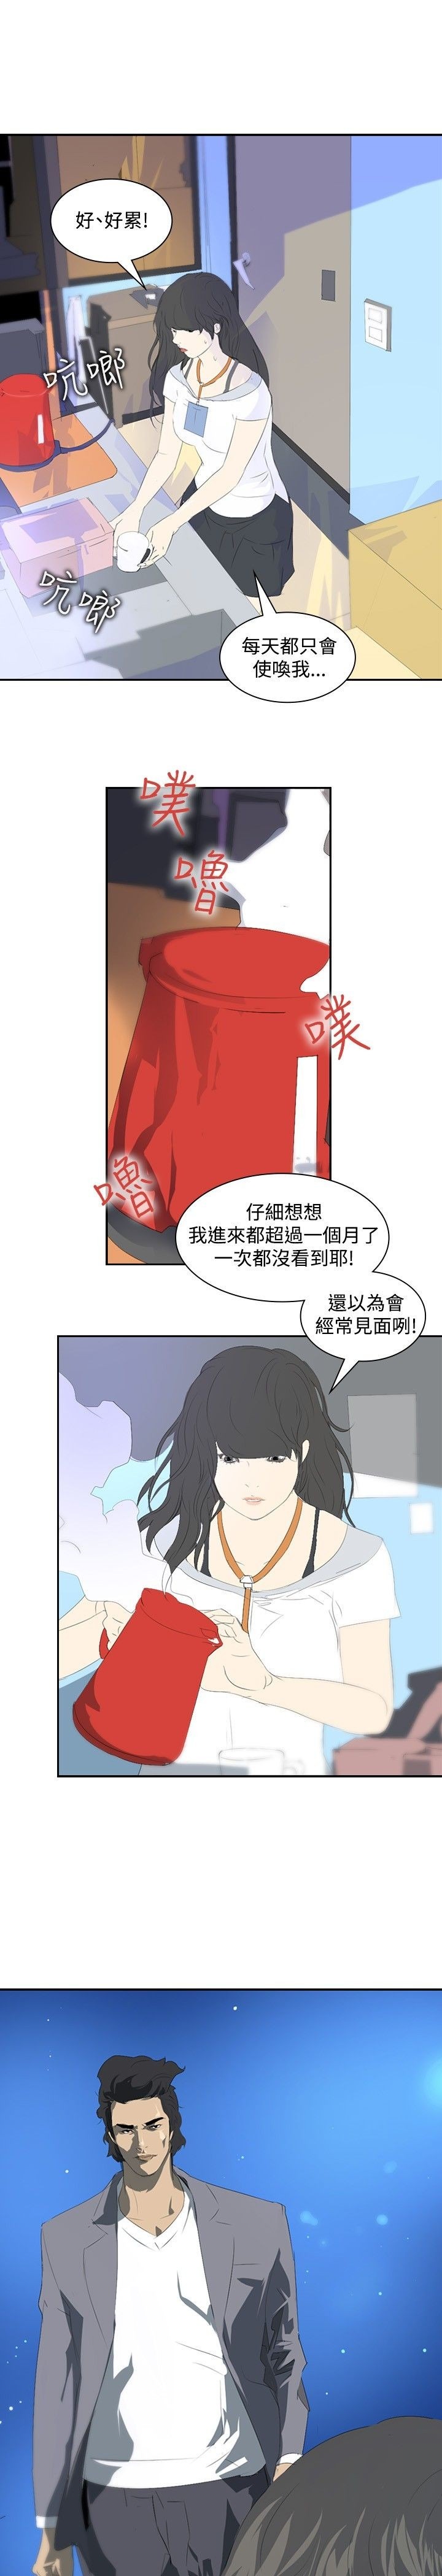 好、好累!
吭啷
吭啷
每天都只會
使喚我...
噗
嚕
噗
嚕
仔細想想
我進來都超過一個月了
一次都沒看到耶!
還以為會
經常見面咧!